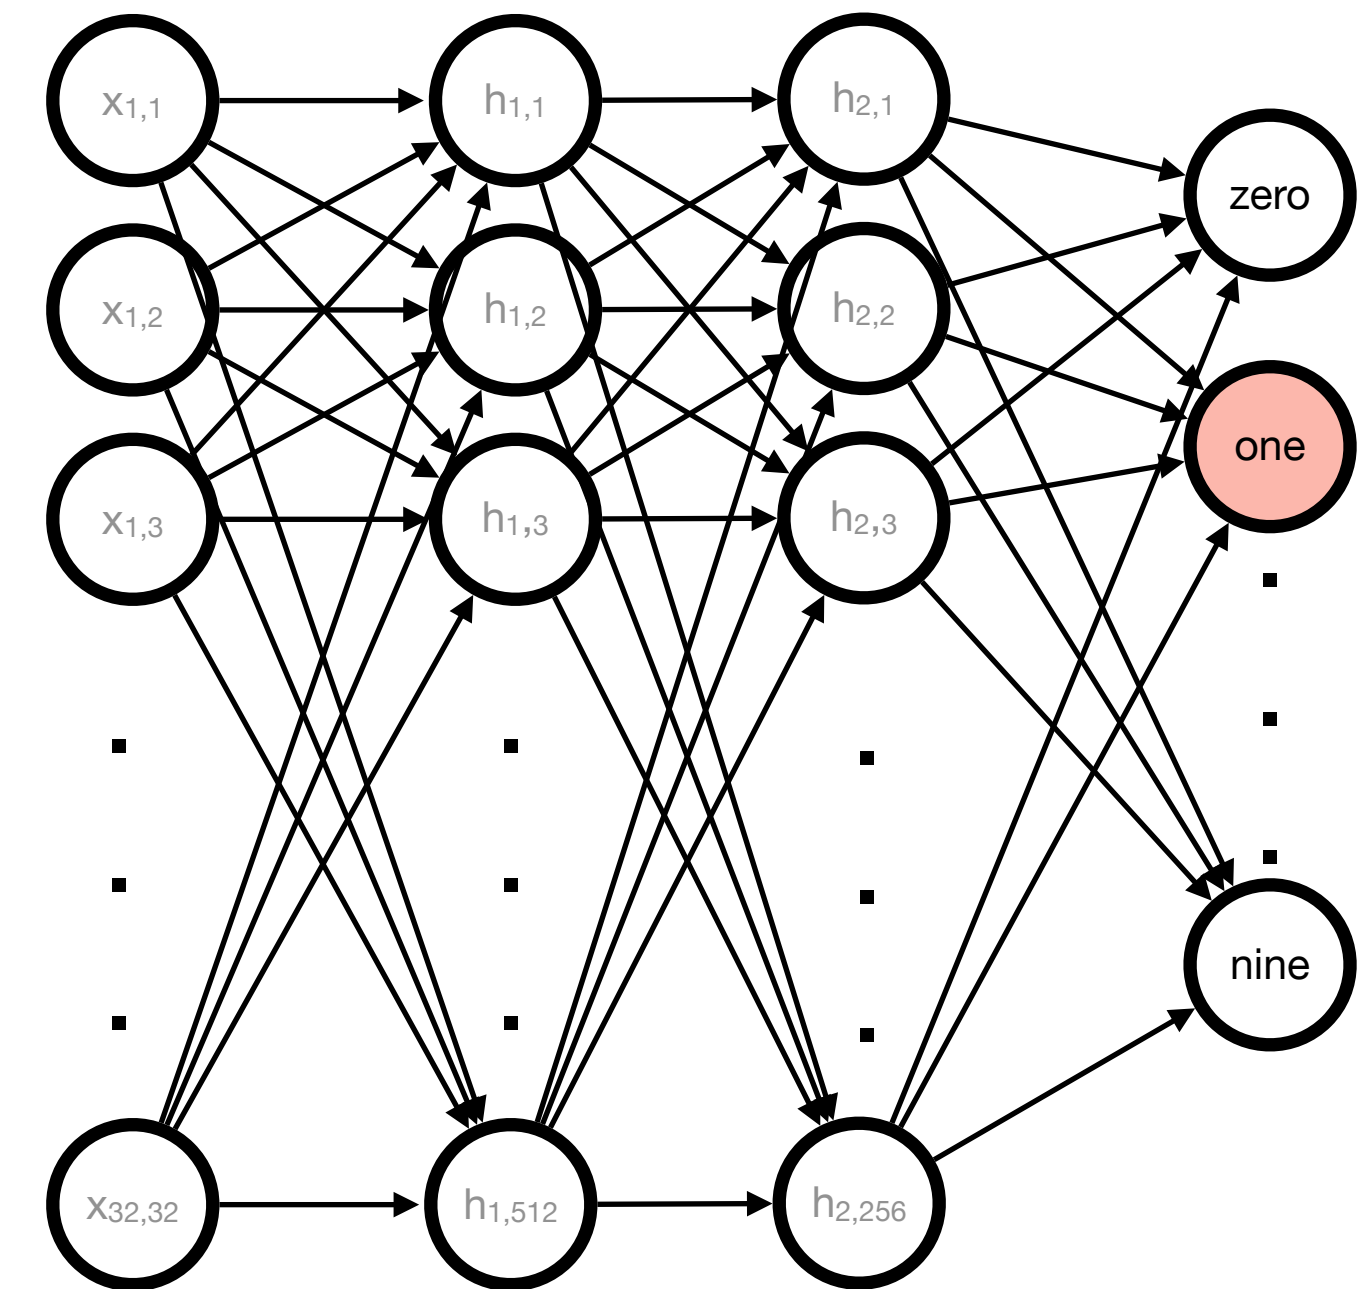 x1,1
h1,1
h2,1
zero
x1,2
h1,2
h2,2
one
x1,3
h1,3
h2,3
nine
x32,32
h1,512
h2,256